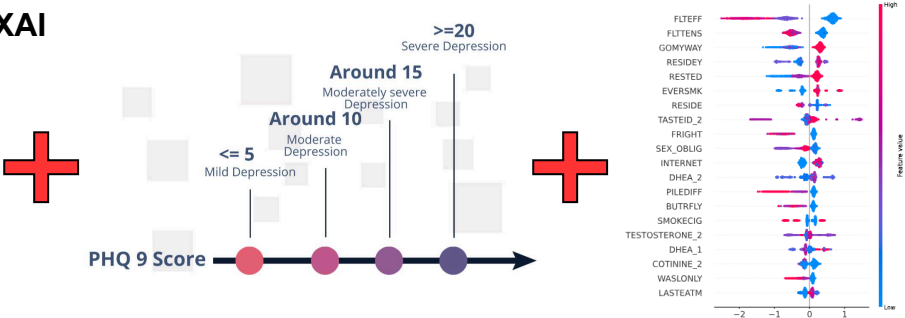 XAI
>=20
Severe Depression
Around 15
Moderately severe
Depression
Around 10
Moderate
Depression
<= 5
Mild Depression
PHQ 9 Score
High
FLTEFF
FLTTENS
GOMYWAY
RESIDEY
RESTED
EVERSMK
RESIDE
TASTEID_2
FRIGHT
SEX_OBLIG
INTERNET
DHEA_2
PILEDIFF
BUTRFLY
SMOKECIG
TESTOSTERONE_2
DHEA_1
COTININE_2
WASLONLY
LASTEATM
Feature value
Low
−2
−1
0
1